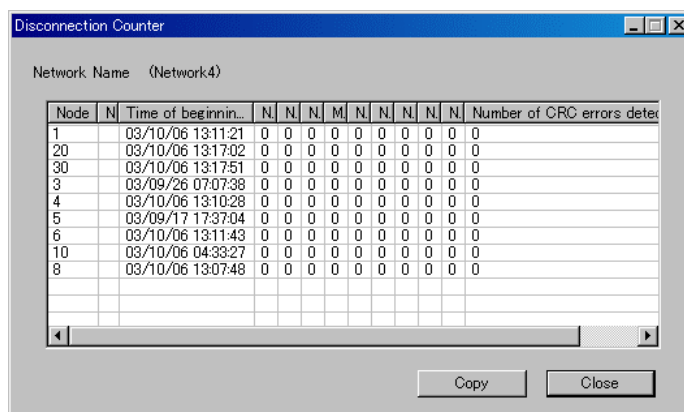 Disconnection Counter
Network Name (Network4)
Node N Time of beginnin... N. N. N. M. N. N. N. N. N. Number of CRC errors detec
1 03/10/06 13:11:21 0 0 0 0 0 0 0 0 0 0
20 03/10/06 13:17:02 0 0 0 0 0 0 0 0 0 0
30 03/10/06 13:17:51 0 0 0 0 0 0 0 0 0 0
3 03/09/26 07:07:38 0 0 0 0 0 0 0 0 0 0
4 03/10/06 13:10:28 0 0 0 0 0 0 0 0 0 0
5 03/09/17 17:37:04 0 0 0 0 0 0 0 0 0 0
6 03/10/06 13:11:43 0 0 0 0 0 0 0 0 0 0
10 03/10/06 04:33:27 0 0 0 0 0 0 0 0 0 0
8 03/10/06 13:07:48 0 0 0 0 0 0 0 0 0 0
Copy Close